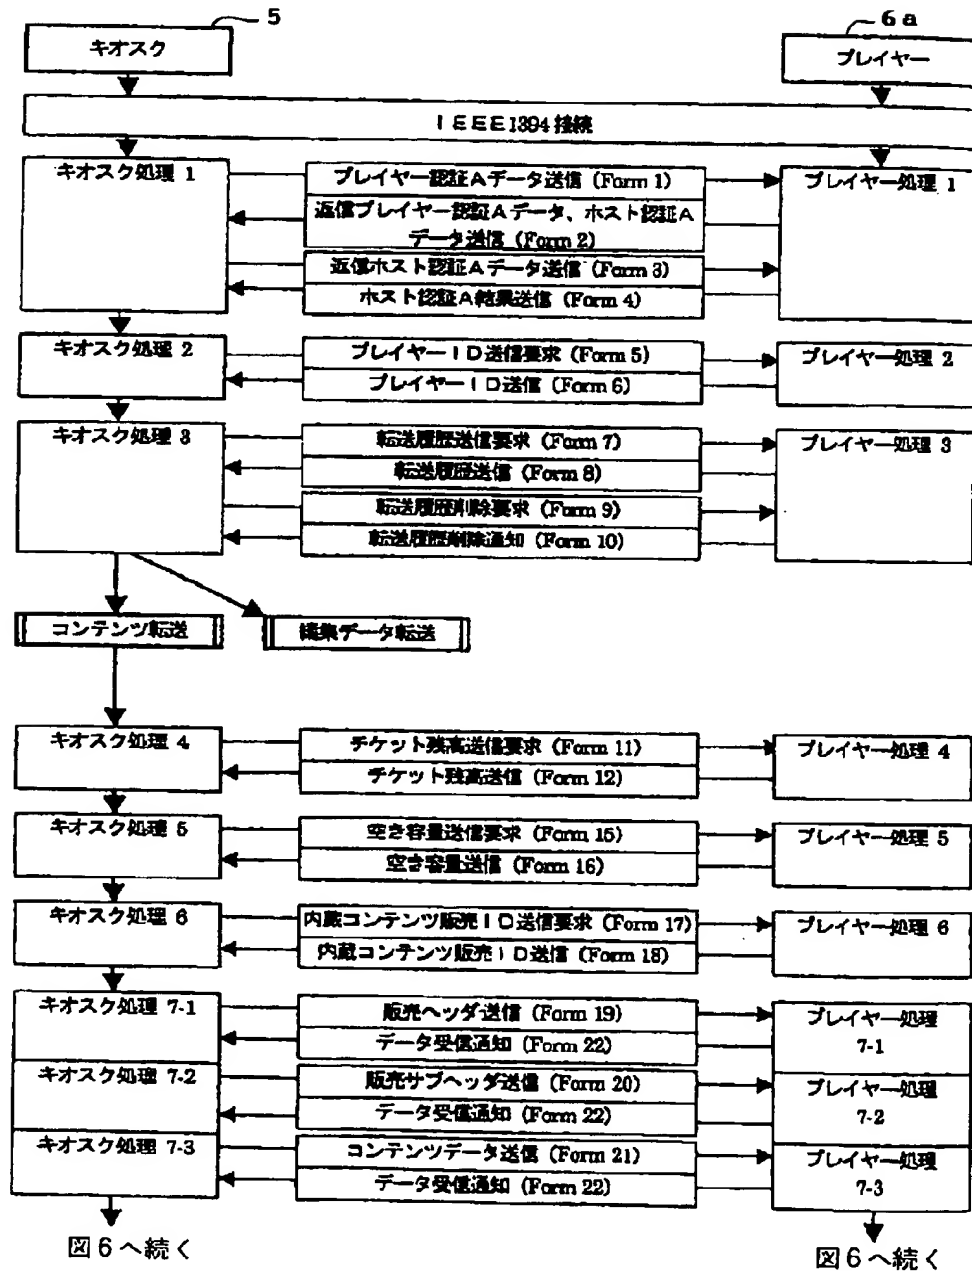 5
6a
キオスク
プレイヤー
IEEE1394 接続
キオスク処理 1
プレイヤー認証Aデータ送信 (Form 1)
プレイヤー処理 1
返信プレイヤー認証Aデータ、ホスト認証A
データ送信 (Form 2)
返信ホスト認証Aデータ送信 (Form 3)
ホスト認証A結果送信 (Form 4)
キオスク処理 2
プレイヤーID送信要求 (Form 5)
プレイヤー処理 2
プレイヤーID送信 (Form 6)
キオスク処理 3
転送履歴送信要求 (Form 7)
プレイヤー処理 3
転送履歴送信 (Form 8)
転送履歴削除要求 (Form 9)
転送履歴削除通知 (Form 10)
コンテンツ転送
編集データ転送
キオスク処理 4
チケット残高送信要求 (Form 11)
プレイヤー処理 4
チケット残高送信 (Form 12)
キオスク処理 5
空き容量送信要求 (Form 15)
プレイヤー処理 5
空き容量送信 (Form 16)
キオスク処理 6
内蔵コンテンツ販売ID送信要求 (Form 17)
プレイヤー処理 6
内蔵コンテンツ販売ID送信 (Form 18)
キオスク処理 7-1
販売ヘッダ送信 (Form 19)
プレイヤー処理
7-1
データ受信通知 (Form 22)
キオスク処理 7-2
販売サブヘッダ送信 (Form 20)
プレイヤー処理
7-2
データ受信通知 (Form 22)
キオスク処理 7-3
コンテンツデータ送信 (Form 21)
プレイヤー処理
7-3
データ受信通知 (Form 22)
図6へ続く
図6へ続く